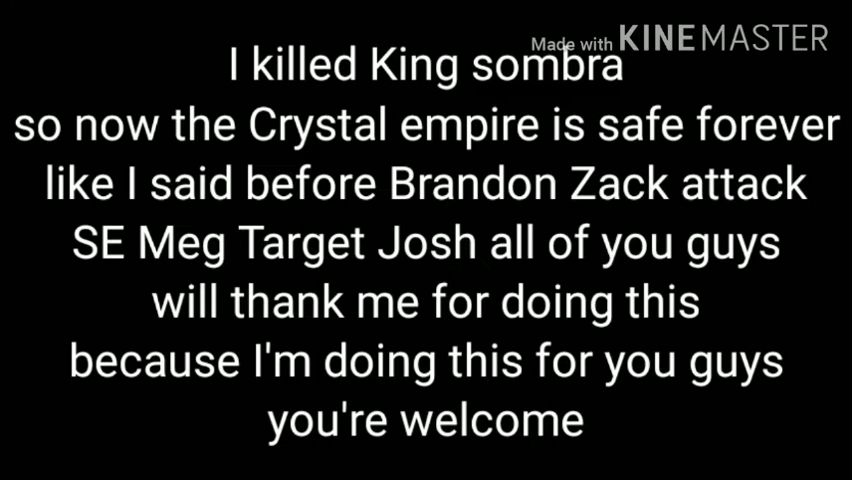 Made with KINEMASTER
I killed King sombra
so now the Crystal empire is safe forever
like I said before Brandon Zack attack
SE Meg Target Josh all of you guys
will thank me for doing this
because I'm doing this for you guys
you're welcome